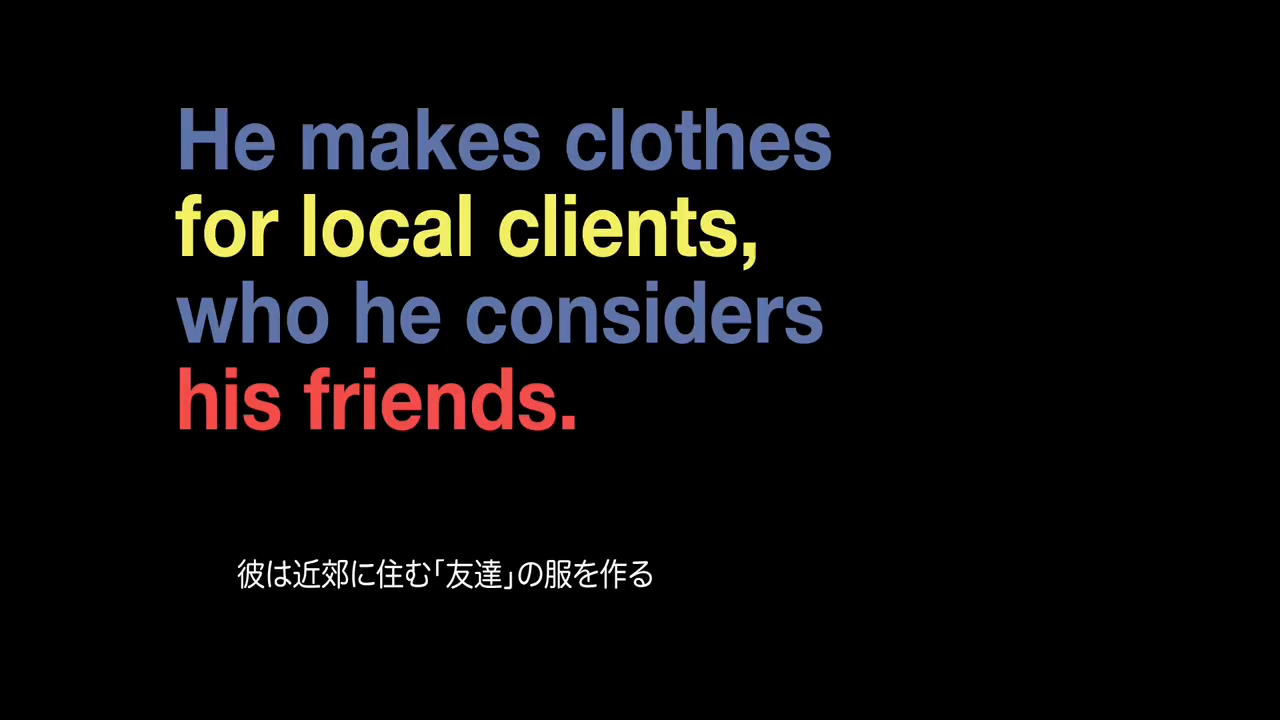 He makes clothes
for local clients,
who he considers
his friends.
彼は近郊に住む「友達」の服を作る